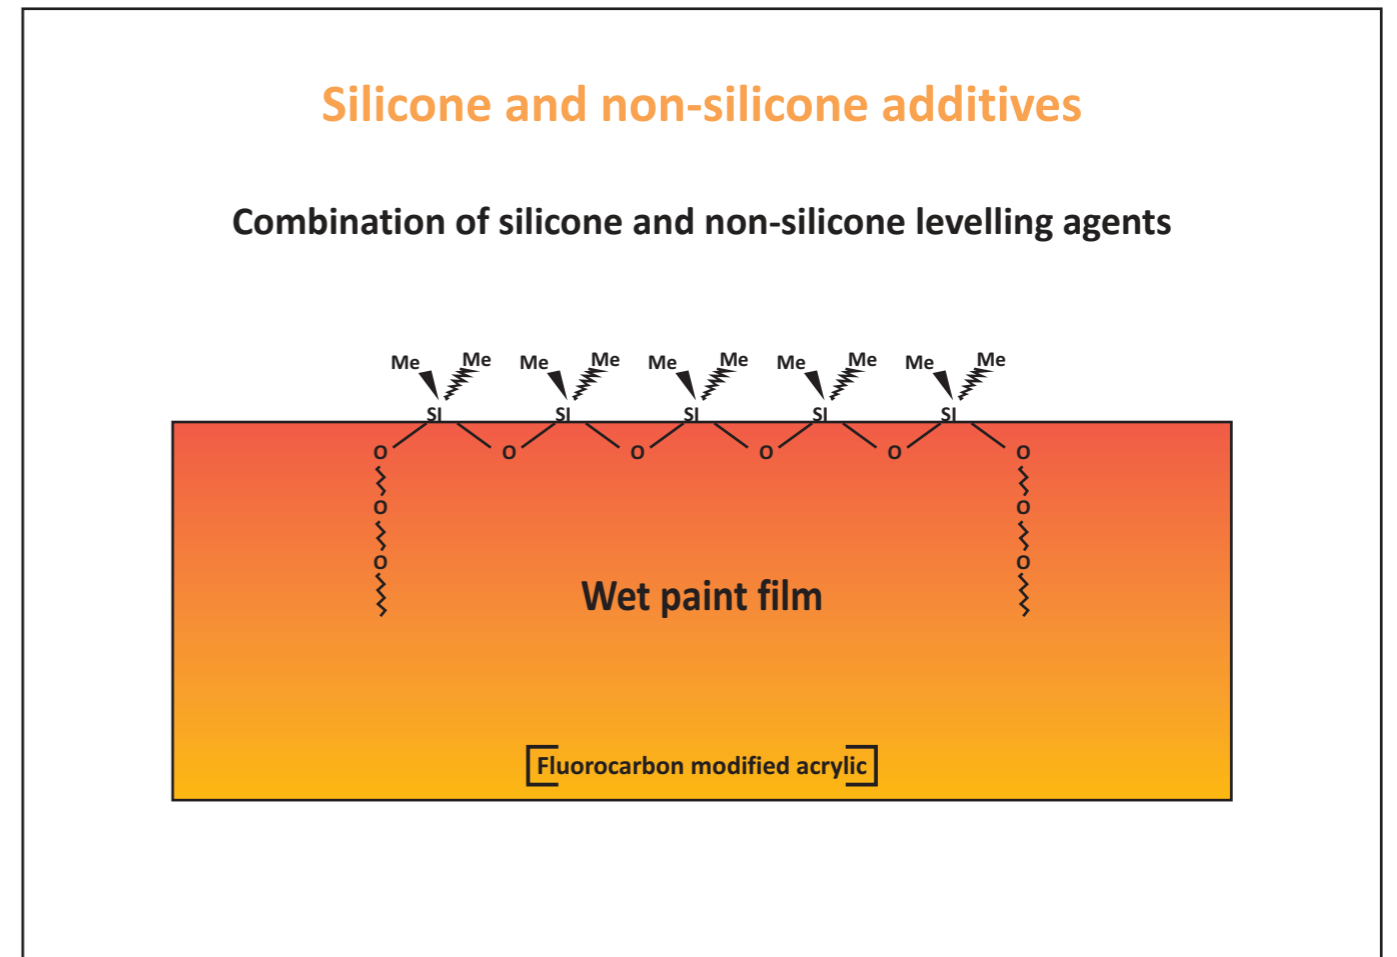 Silicone and non-silicone additives
Combination of silicone and non-silicone levelling agents
Me Me Me Me Me Me Me Me Me Me
SI SI SI SI SI
O O O O O O
O O
O O
Wet paint film
Fluorocarbon modified acrylic